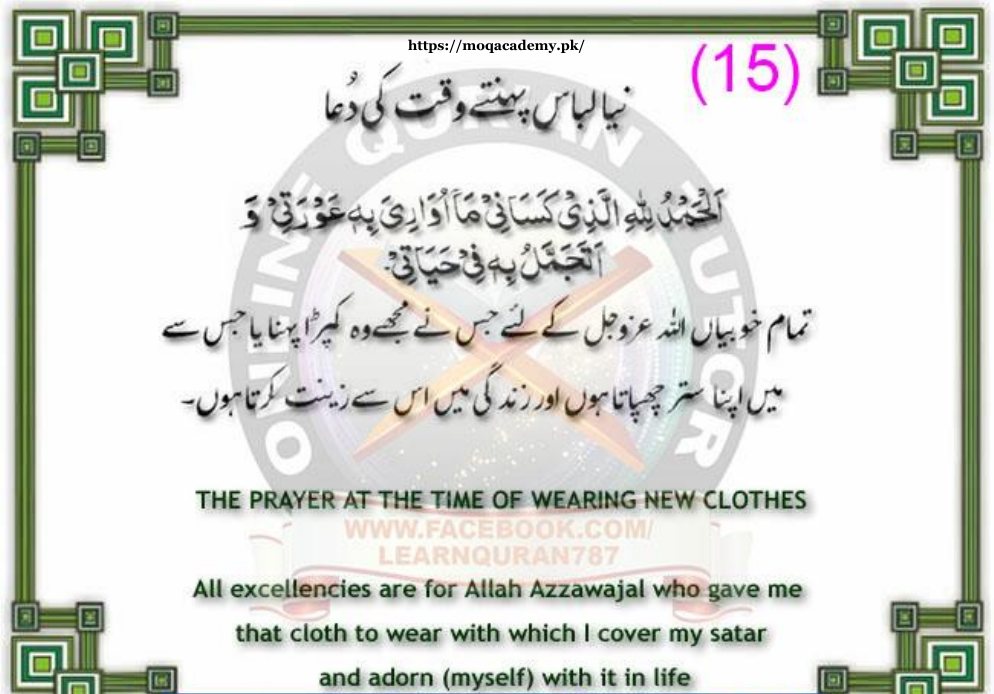 https://moqacademy.pk/
(15)
نیا لباس پہنتے وقت کی دُعا
اَلْحَمْدُ لِلّٰهِ الَّذِیْ كَسَانِیْ مَآ اُوَارِیَ بِهٖ عَوْرَتِیْ وَ
اَتَجَمَّلُ بِهٖ فِیْ حَیَاتِیْ۔
تمام خوبیاں اللہ عزوجل کے لئے جس نے مجھے وہ کپڑا پہنایا جس سے
میں اپنا ستر چھپاتا ہوں اور زندگی میں اس سے زینت کرتا ہوں۔
THE PRAYER AT THE TIME OF WEARING NEW CLOTHES
All excellencies are for Allah Azzawajal who gave me
that cloth to wear with which I cover my satar
and adorn (myself) with it in life
ONLINE QUR'AN TUTOR
WWW.FACEBOOK.COM/
LEARNQURAN787